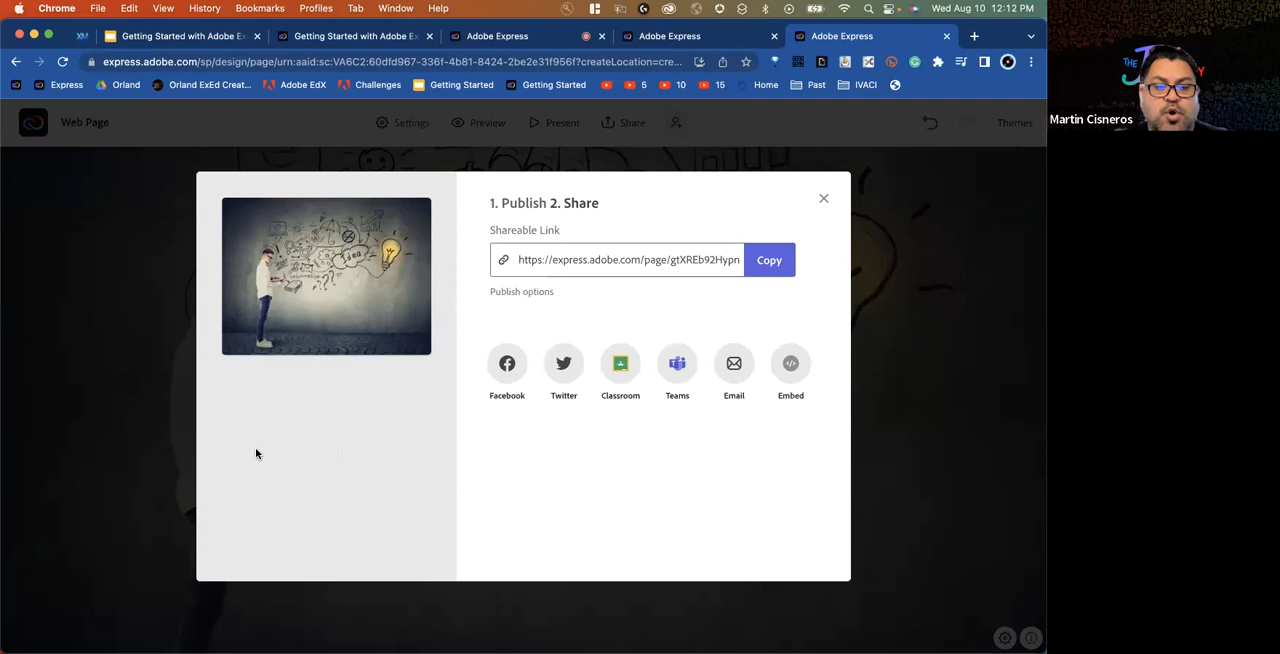 Chrome File Edit View History Bookmarks Profiles Tab Window Help Wed Aug 10 12:12 PM
XM Getting Started with Adobe Ex Getting Started with Adobe E Adobe Express Adobe Express Adobe Express
express.adobe.com/sp/design/page/urn:aaid:sc:VA6C2:60dfd967-336f-4b81-8424-2be2e31f956f?createLocation=cre...
Express Orland Orland ExEd Creat... Adobe EdX Challenges Getting Started Getting Started 5 10 15 Home Past IVACI
Web Page Settings Preview Present Share Themes
THE
Martin Cisneros
1. Publish 2. Share
Shareable Link
https://express.adobe.com/page/gtXREb92Hypn Copy
Publish options
Idea
Facebook Twitter Classroom Teams Email Embed